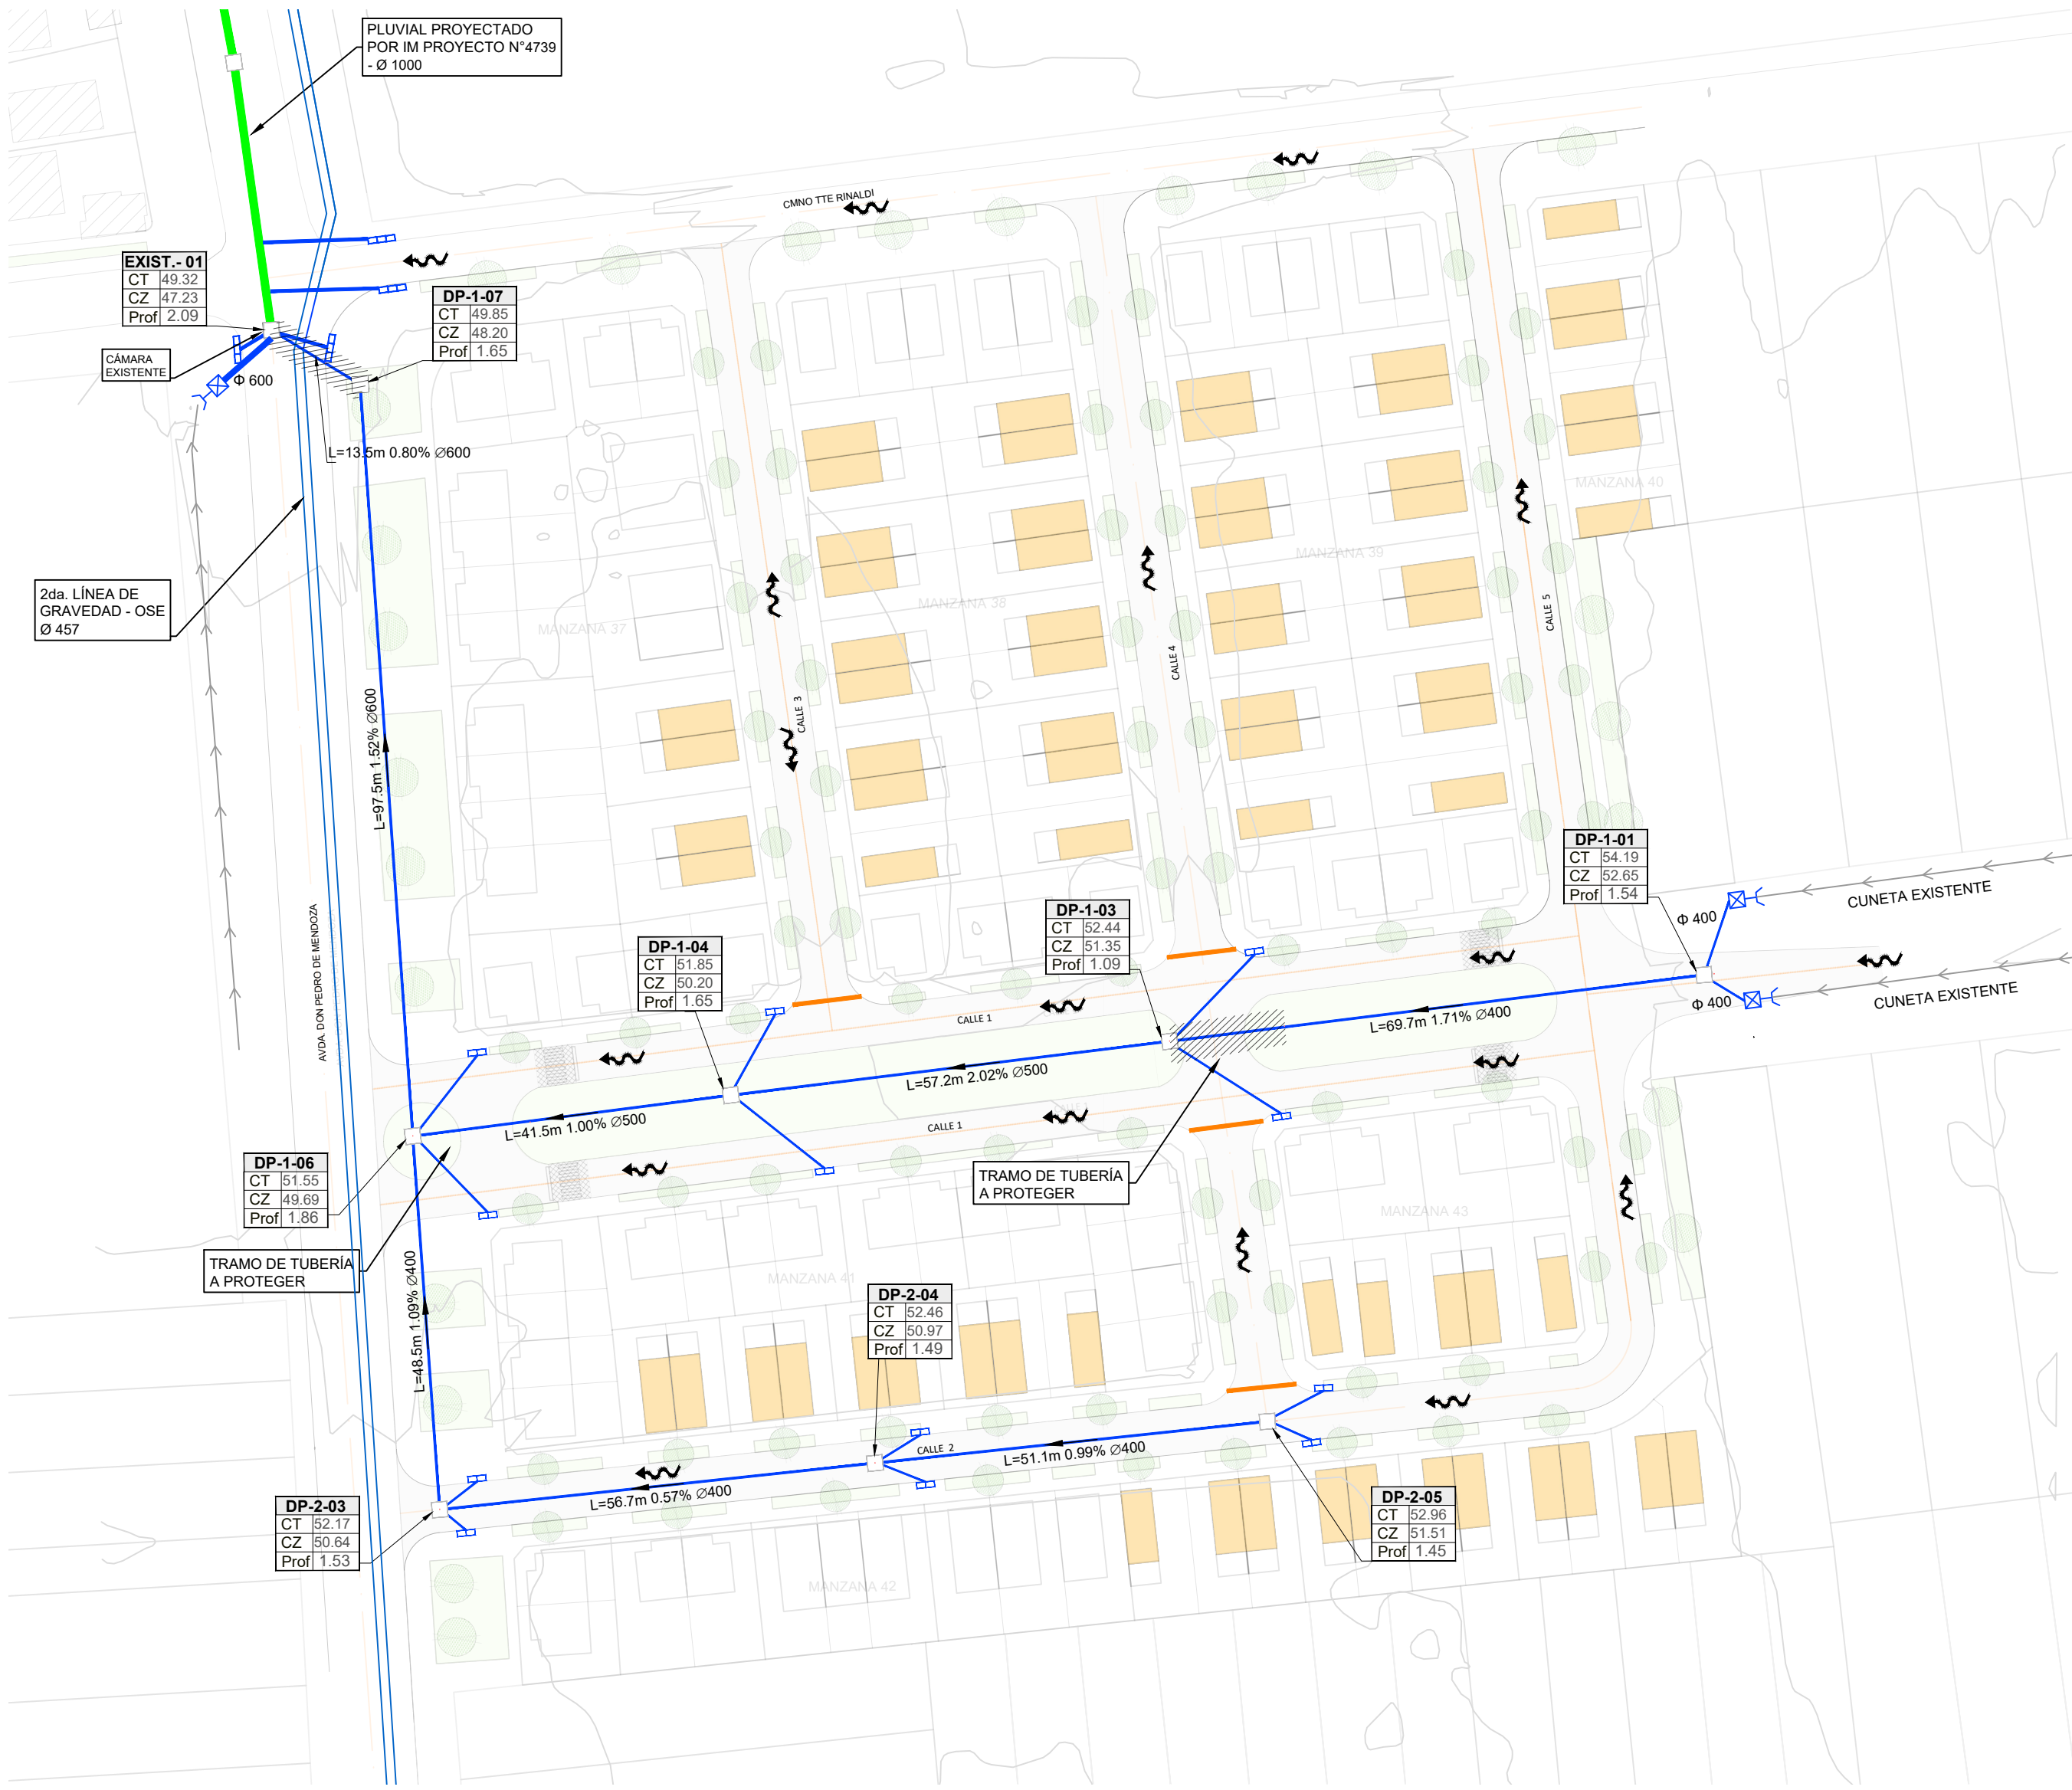 PLUVIAL PROYECTADO
POR IM PROYECTO N°4739
- Ø 1000
CMNO TTE RINALDI
EXIST.- 01
CT 49.32
CZ 47.23
Prof 2.09
DP-1-07
CT 49.85
CZ 48.20
Prof 1.65
CÁMARA
EXISTENTE
Φ 600
L=13.5m 0.80% ∅600
MANZANA 40
MANZANA 39
MANZANA 38
MANZANA 37
2da. LÍNEA DE
GRAVEDAD - OSE
Ø 457
CALLE 5
CALLE 4
CALLE 3
L=97.5m 1.52% ∅600
AVDA. DON PEDRO DE MENDOZA
DP-1-01
CT 54.19
CZ 52.65
Prof 1.54
CUNETA EXISTENTE
Φ 400
DP-1-03
CT 52.44
CZ 51.35
Prof 1.09
DP-1-04
CT 51.85
CZ 50.20
Prof 1.65
CUNETA EXISTENTE
Φ 400
CALLE 1
L=69.7m 1.71% ∅400
L=57.2m 2.02% ∅500
L=41.5m 1.00% ∅500
CALLE 1
DP-1-06
CT 51.55
CZ 49.69
Prof 1.86
TRAMO DE TUBERÍA
A PROTEGER
MANZANA 43
TRAMO DE TUBERÍA
A PROTEGER
MANZANA 41
L=48.5m 1.09% ∅400
DP-2-04
CT 52.46
CZ 50.97
Prof 1.49
CALLE 2
L=51.1m 0.99% ∅400
L=56.7m 0.57% ∅400
DP-2-03
CT 52.17
CZ 50.64
Prof 1.53
DP-2-05
CT 52.96
CZ 51.51
Prof 1.45
MANZANA 42